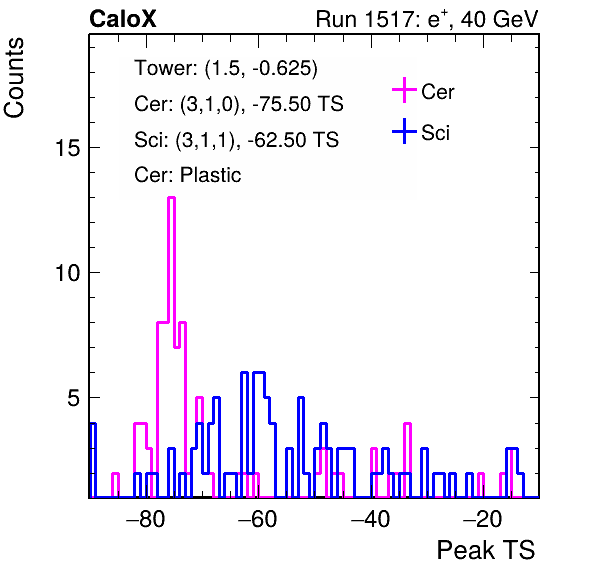 CaloX Run 1517: e+, 40 GeV
Counts
Tower: (1.5, -0.625)
Cer: (3,1,0), -75.50 TS
Sci: (3,1,1), -62.50 TS
Cer: Plastic
Cer
Sci
15
10
5
−80 −60 −40 −20
Peak TS